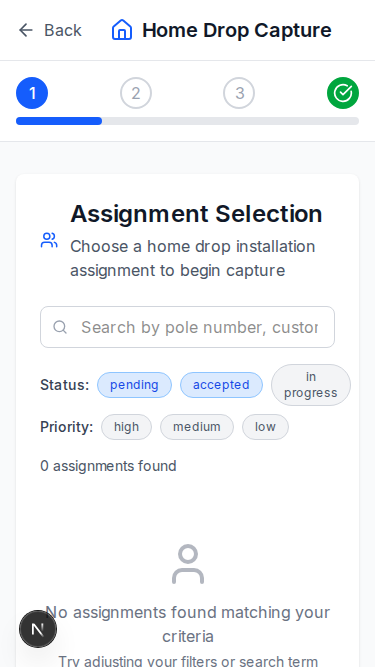 Back
Home Drop Capture
1
2
3
Assignment Selection
Choose a home drop installation
assignment to begin capture
Search by pole number, custor
Status: pending accepted in progress
Priority: high medium low
0 assignments found
No assignments found matching your
criteria
N
Try adjusting your filters or search term